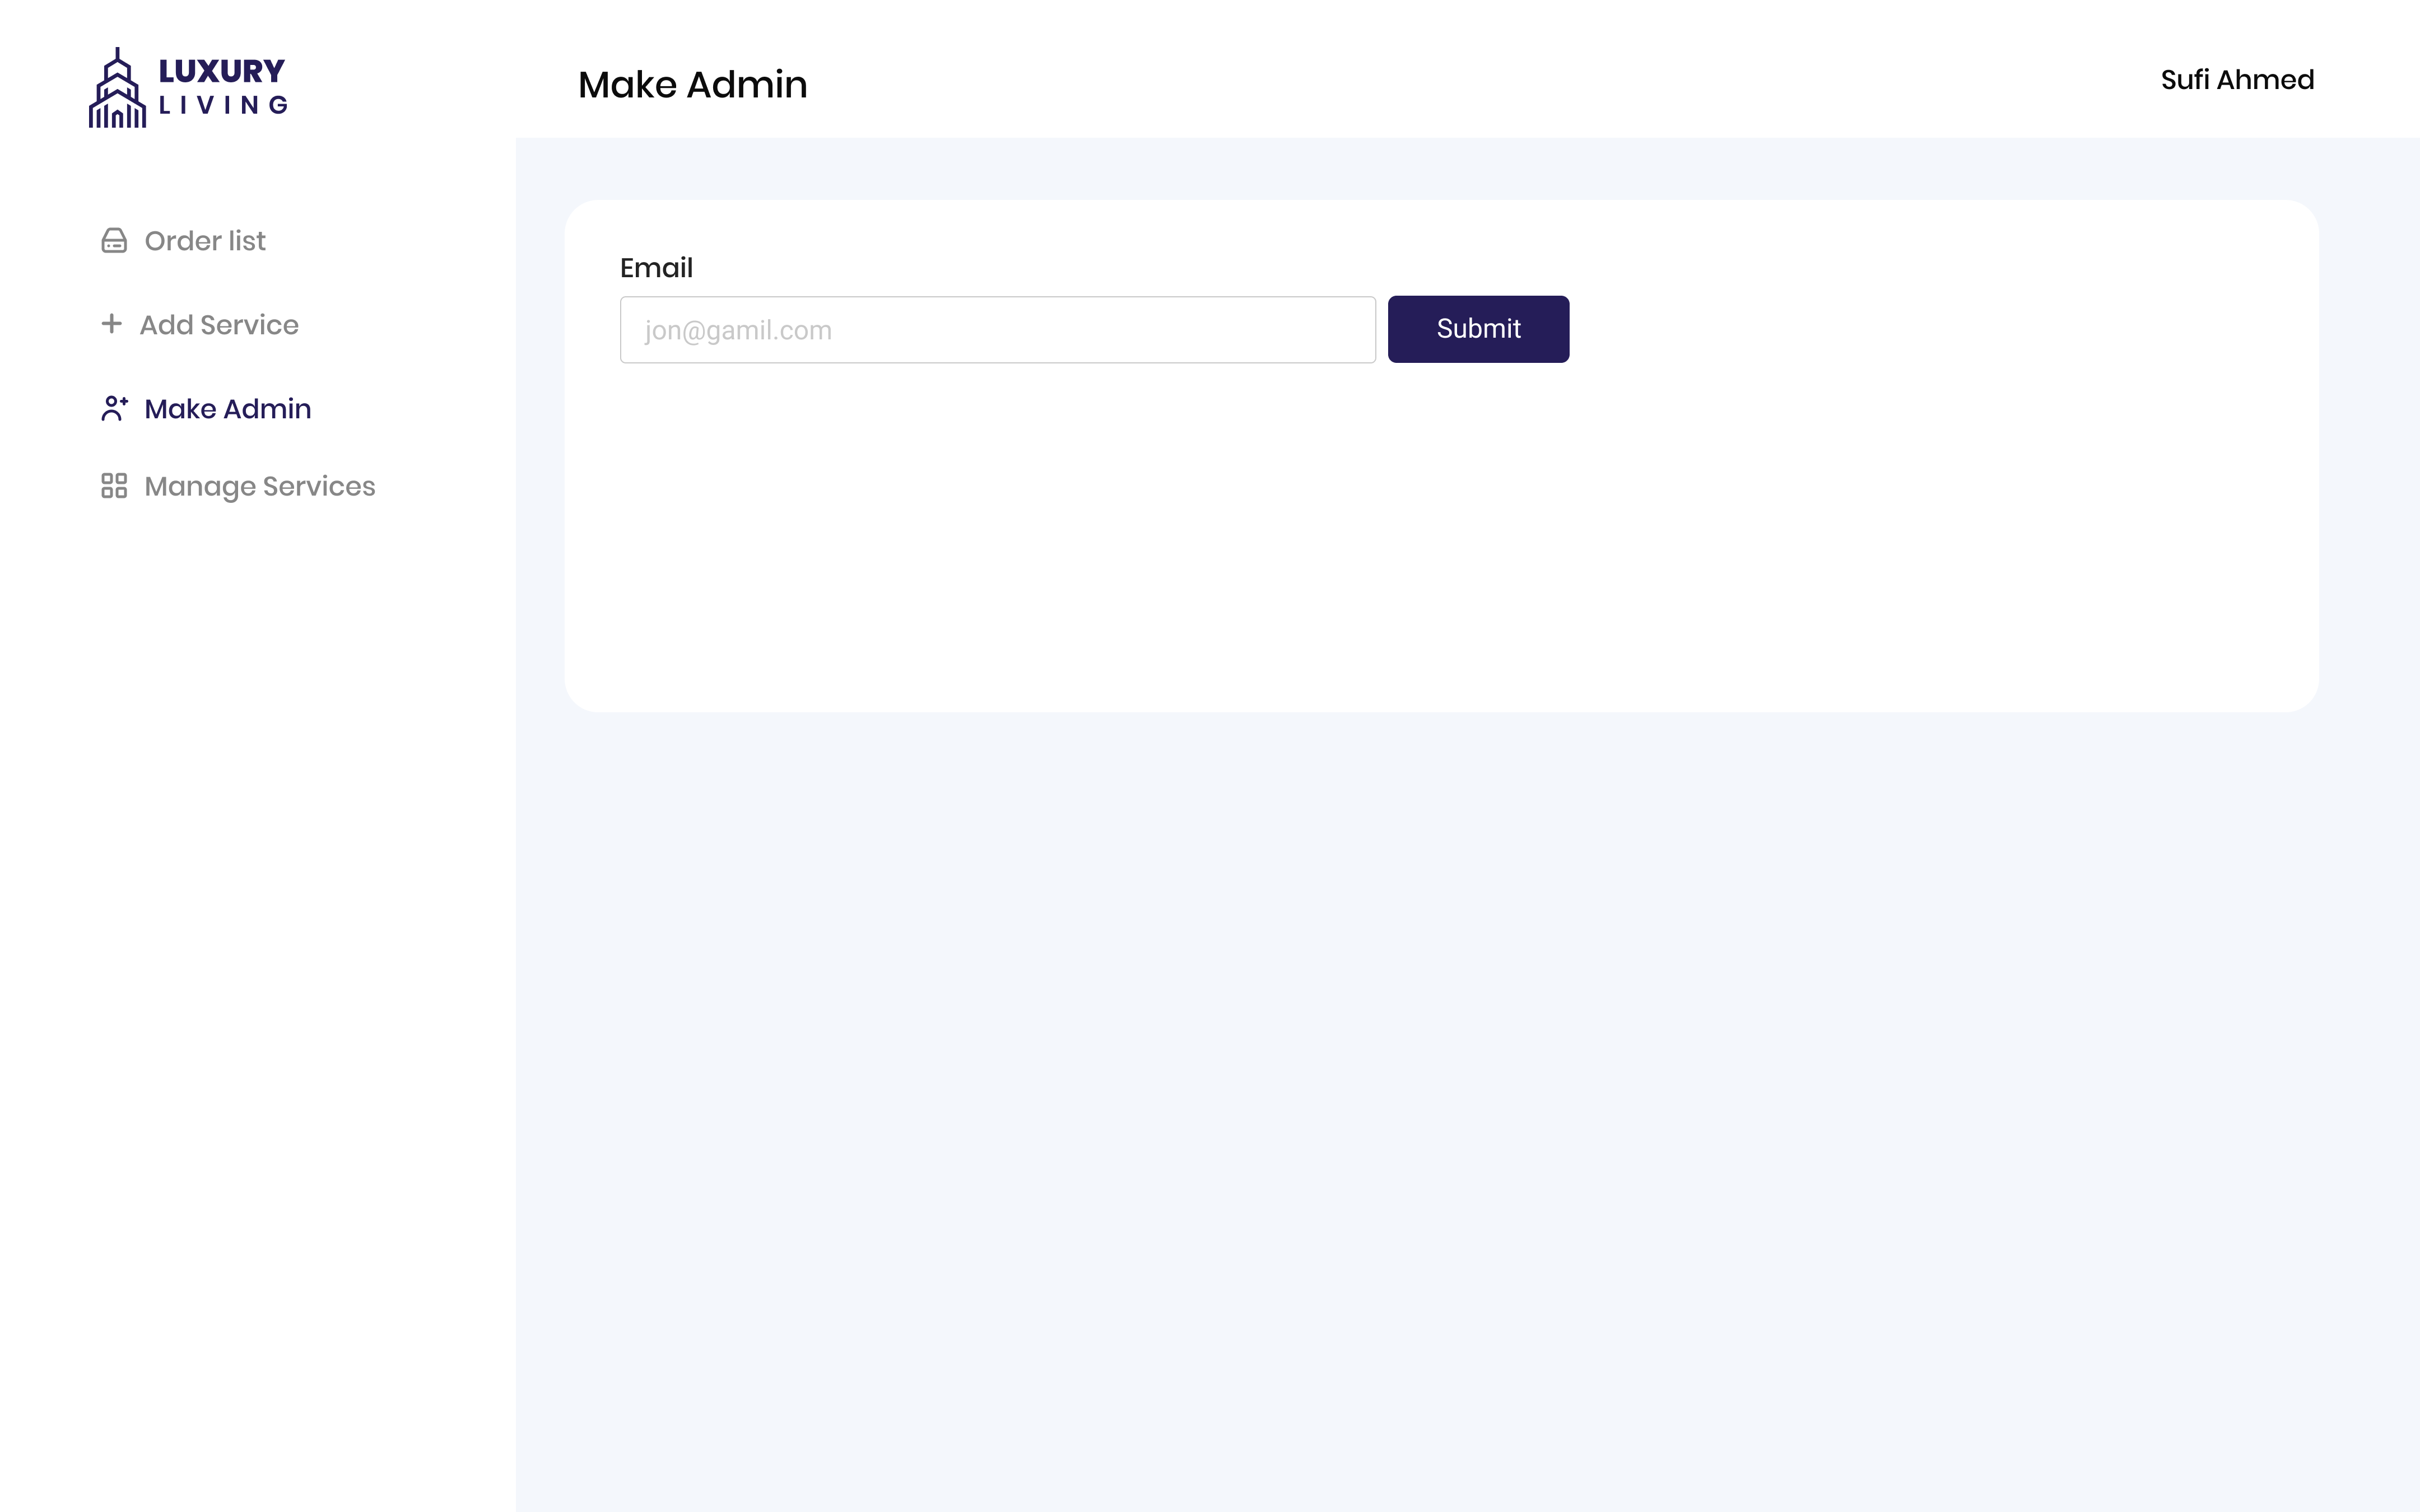 LUXURY
LIVING
Make Admin
Sufi Ahmed
Order list
Add Service
Make Admin
Manage Services
Email
jon@gamil.com
Submit